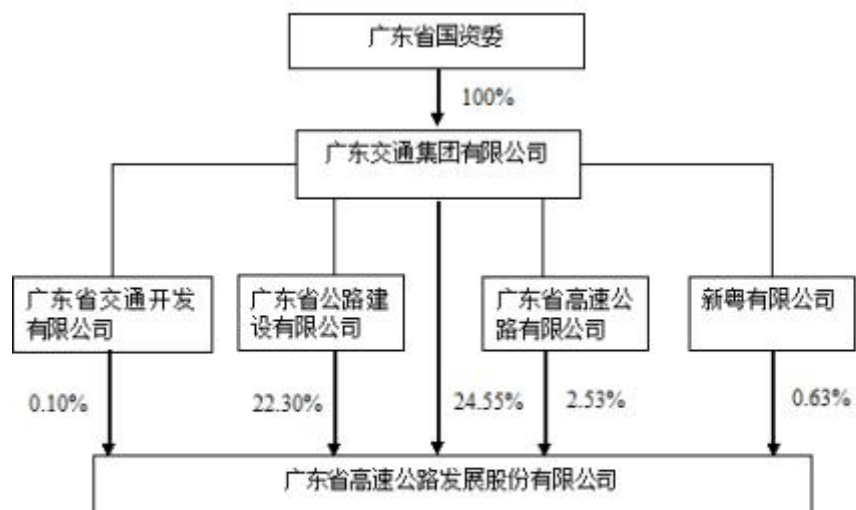 广东省国资委
100%
广东交通集团有限公司
广东省交通开发
有限公司
广东省公路建
设有限公司
广东省高速公
路有限公司
新粤有限公司
0.10%
22.30%
24.55%
2.53%
0.63%
广东省高速公路发展股份有限公司